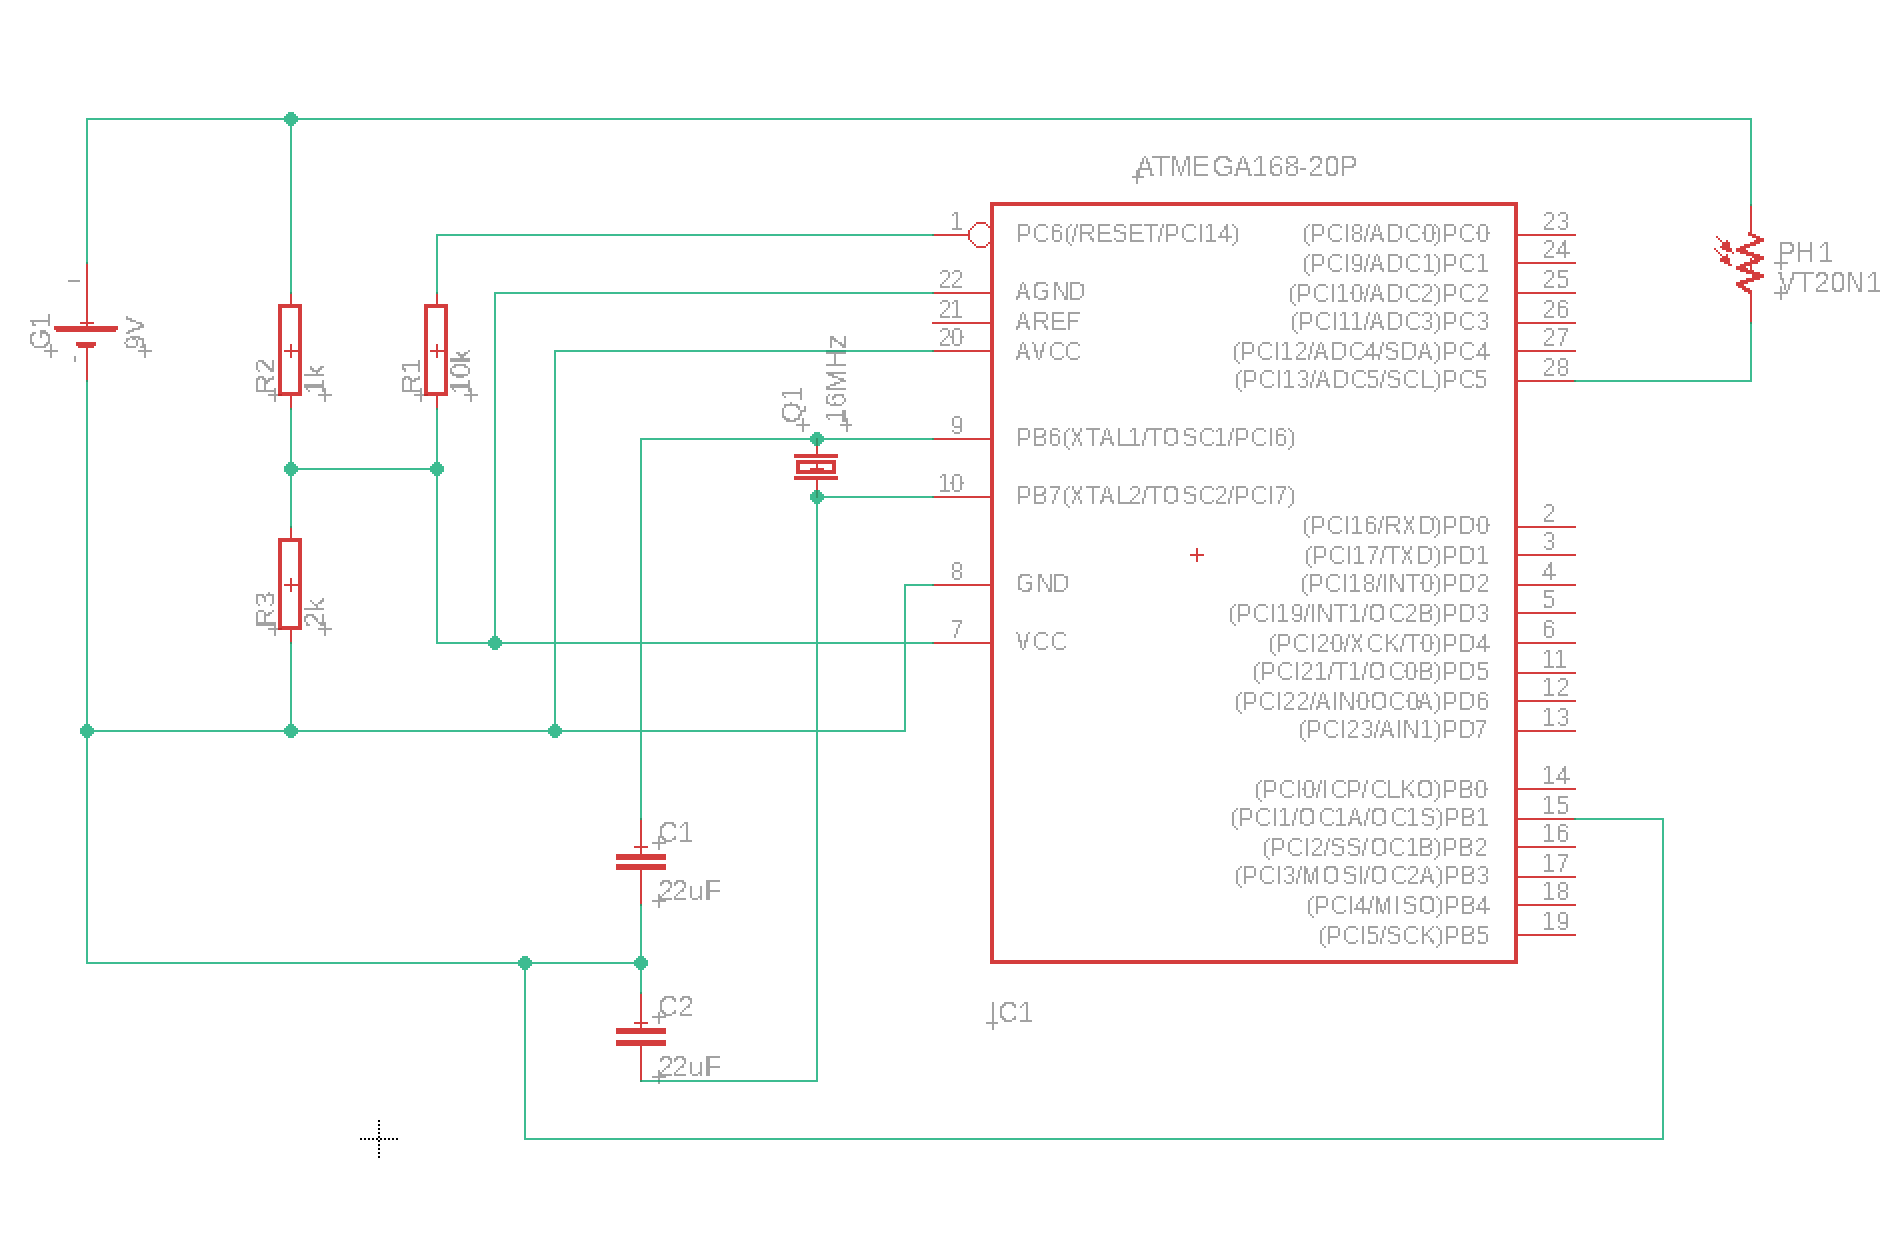 ATMEGA168-20P
1
PC6(/RESET/PCI14)
22
AGND
21
AREF
20
AVCC
9
PB6(XTAL1/TOSC1/PCI6)
10
PB7(XTAL2/TOSC2/PCI7)
8
GND
7
VCC
(PCI8/ADC0)PC0
23
(PCI9/ADC1)PC1
24
(PCI10/ADC2)PC2
25
(PCI11/ADC3)PC3
26
(PCI12/ADC4/SDA)PC4
27
(PCI13/ADC5/SCL)PC5
28
(PCI16/RXD)PD0
2
(PCI17/TXD)PD1
3
(PCI18/INT0)PD2
4
(PCI19/INT1/OC2B)PD3
5
(PCI20/XCK/T0)PD4
6
(PCI21/T1/OC0B)PD5
11
(PCI22/AIN0OC0A)PD6
12
(PCI23/AIN1)PD7
13
(PCI0/ICP/CLKO)PB0
14
(PCI1/OC1A/OC1S)PB1
15
(PCI2/SS/OC1B)PB2
16
(PCI3/MOSI/OC2A)PB3
17
(PCI4/MISO)PB4
18
(PCI5/SCK)PB5
19
IC1
PH1
VT20N1
G1
9V
R2
1k
R1
10k
R3
2k
Q1
16MHz
C1
22uF
C2
22uF